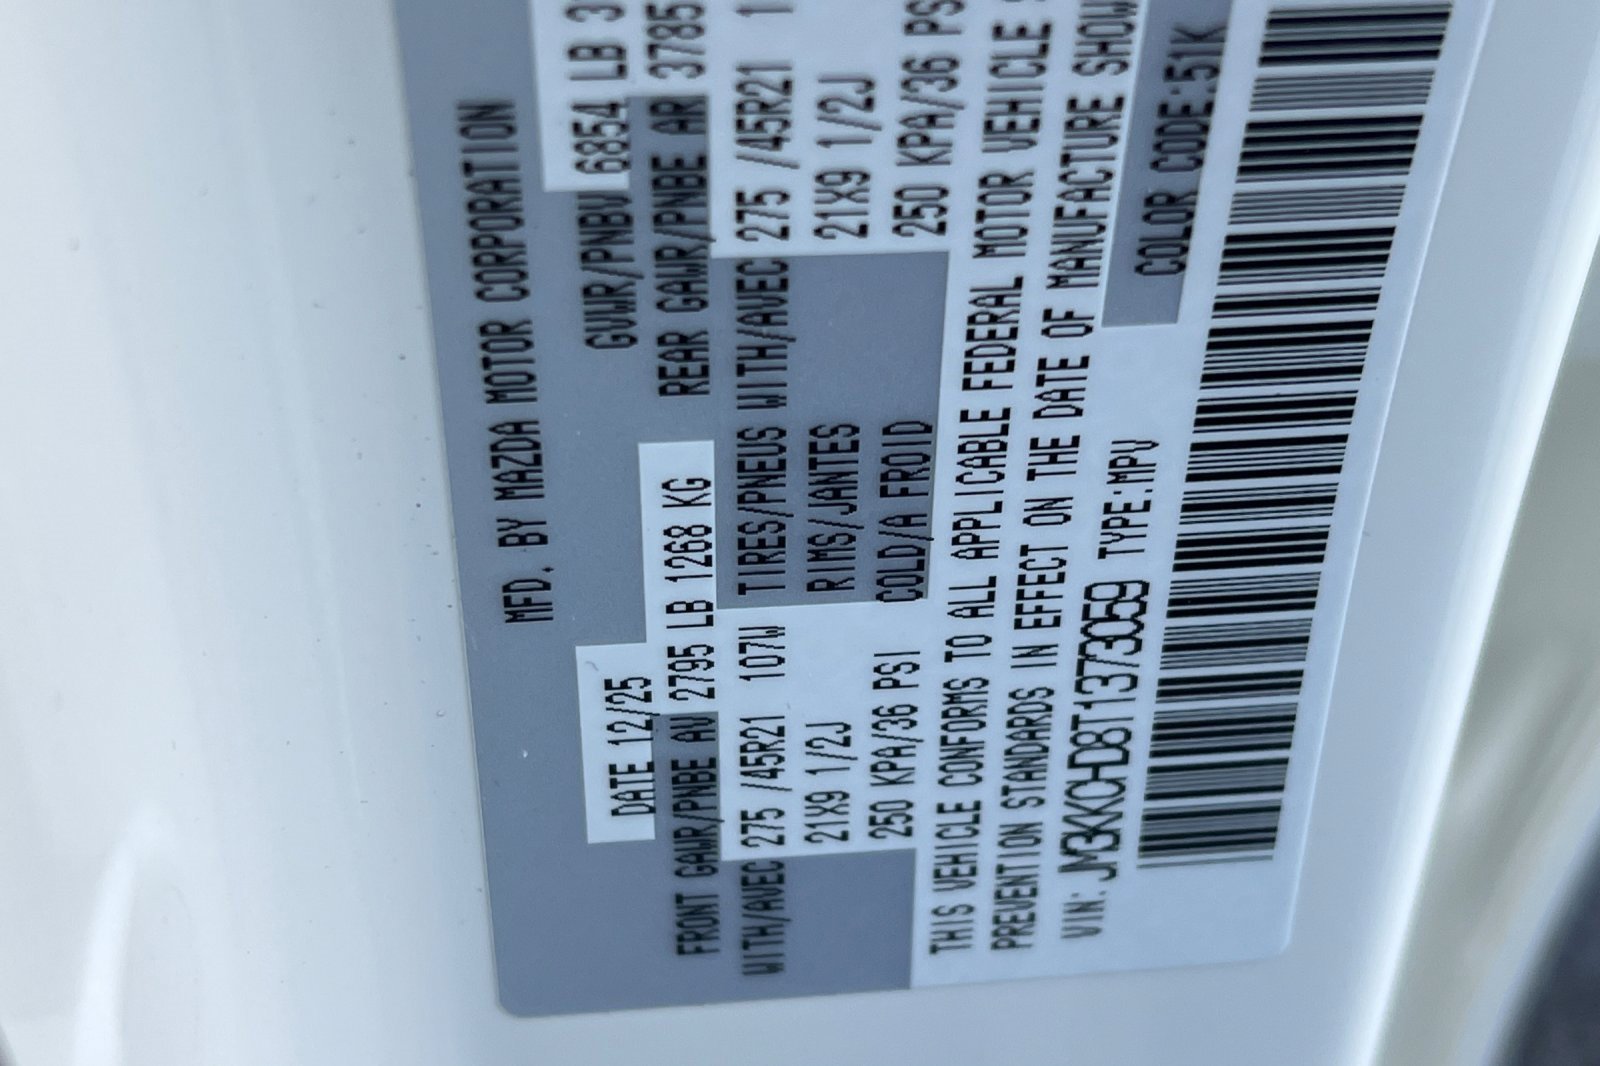 MFD. BY MAZDA MOTOR CORPORATION
DATE 12/25 GVWR/PNBV 6854 LB 3
FRONT GAWR/PNBE AV 2795 LB 1268 KG REAR GAWR/PNBE AR 3785
WITH/AVEC 275 /45R21 107W TIRES/PNEUS WITH/AVEC 275 /45R21 1
21X9 1/2J RIMS/JANTES 21X9 1/2J
250 KPA/36 PSI COLD/A FROID 250 KPA/36 PS
THIS VEHICLE CONFORMS TO ALL APPLICABLE FEDERAL MOTOR VEHICLE S
PREVENTION STANDARDS IN EFFECT ON THE DATE OF MANUFACTURE SHOW
VIN: JM3KKCHD8T1373059 TYPE:MPV COLOR CODE:51K